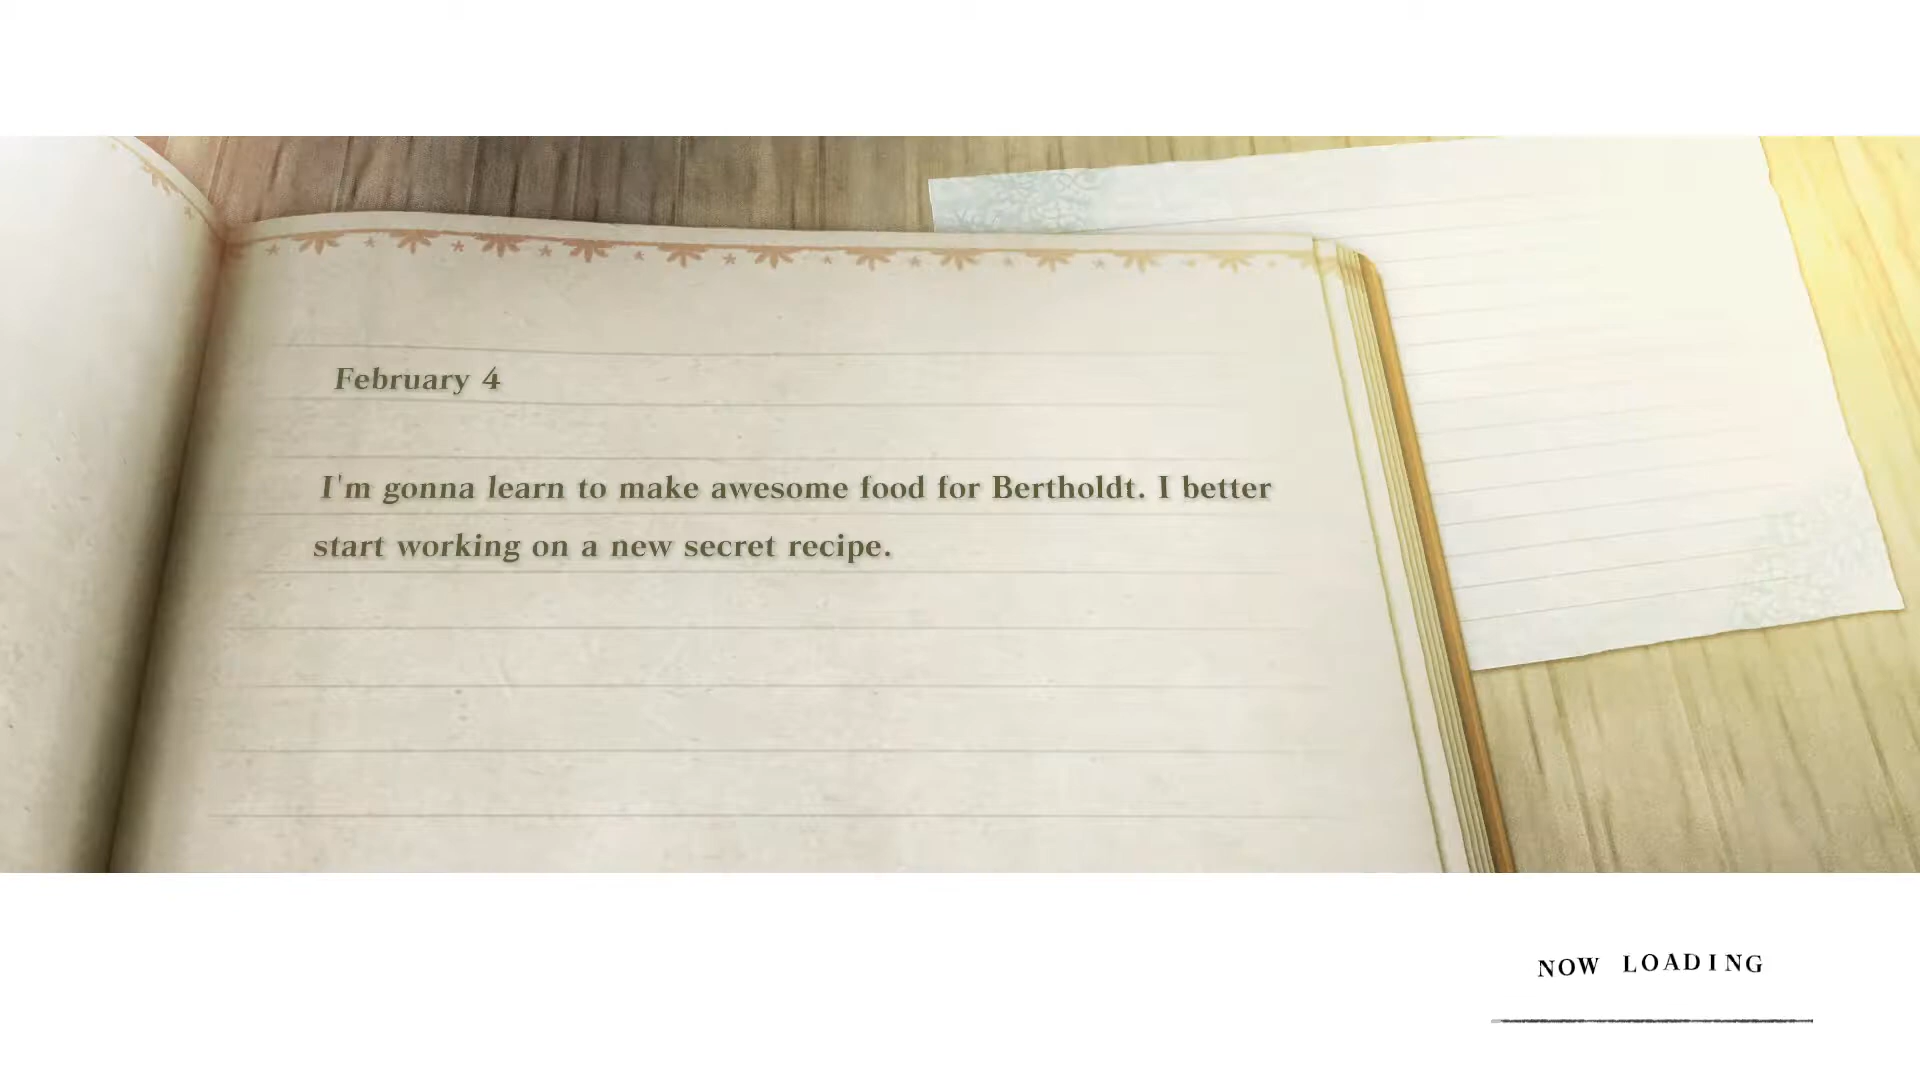 February 4
I'm gonna learn to make awesome food for Bertholdt. I better
start working on a new secret recipe.
NOW LOADING